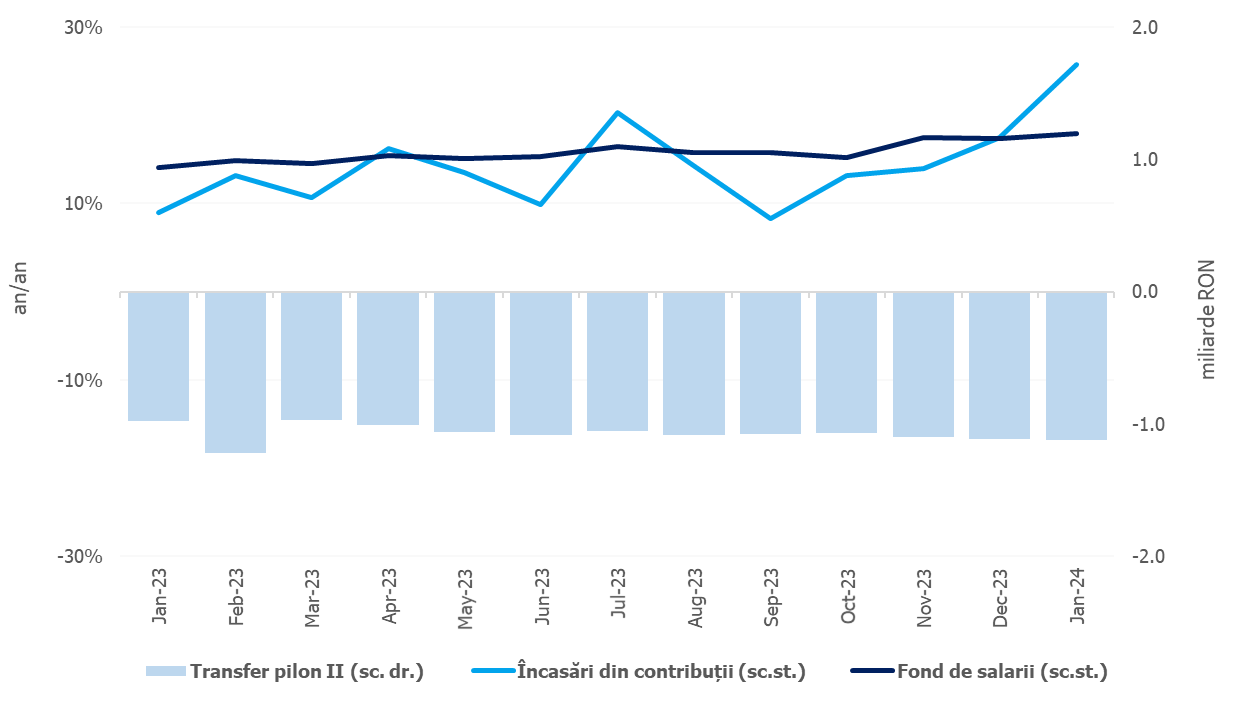 30%
10%
-10%
-30%
an/an
2.0
1.0
0.0
-1.0
-2.0
miliarde RON
Jan-23
Feb-23
Mar-23
Apr-23
May-23
Jun-23
Jul-23
Aug-23
Sep-23
Oct-23
Nov-23
Dec-23
Jan-24
Transfer pilon II (sc. dr.)
Încasări din contribuții (sc.st.)
Fond de salarii (sc.st.)